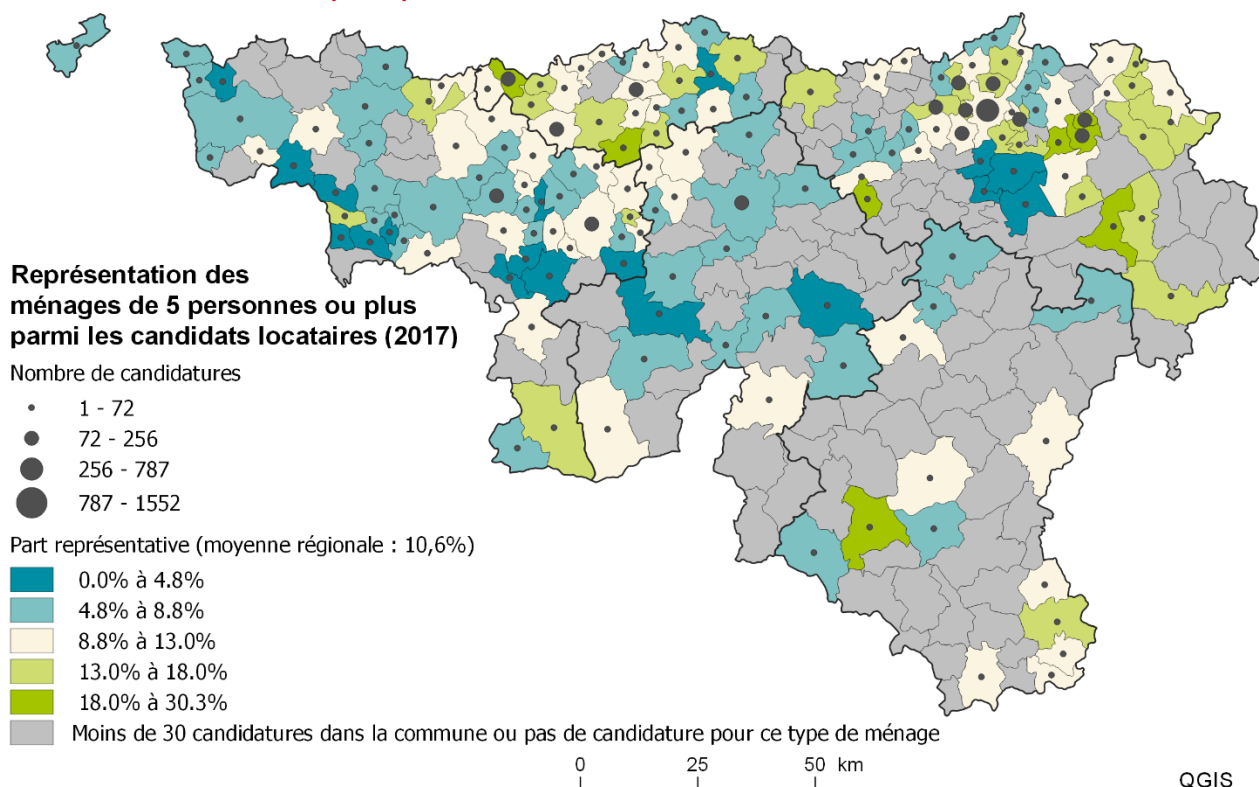 Représentation des
ménages de 5 personnes ou plus
parmi les candidats locataires (2017)
Nombre de candidatures
1 - 72
72 - 256
256 - 787
787 - 1552
Part représentative (moyenne régionale : 10,6%)
0.0% à 4.8%
4.8% à 8.8%
8.8% à 13.0%
13.0% à 18.0%
18.0% à 30.3%
Moins de 30 candidatures dans la commune ou pas de candidature pour ce type de ménage
0 25 50 km
QGIS